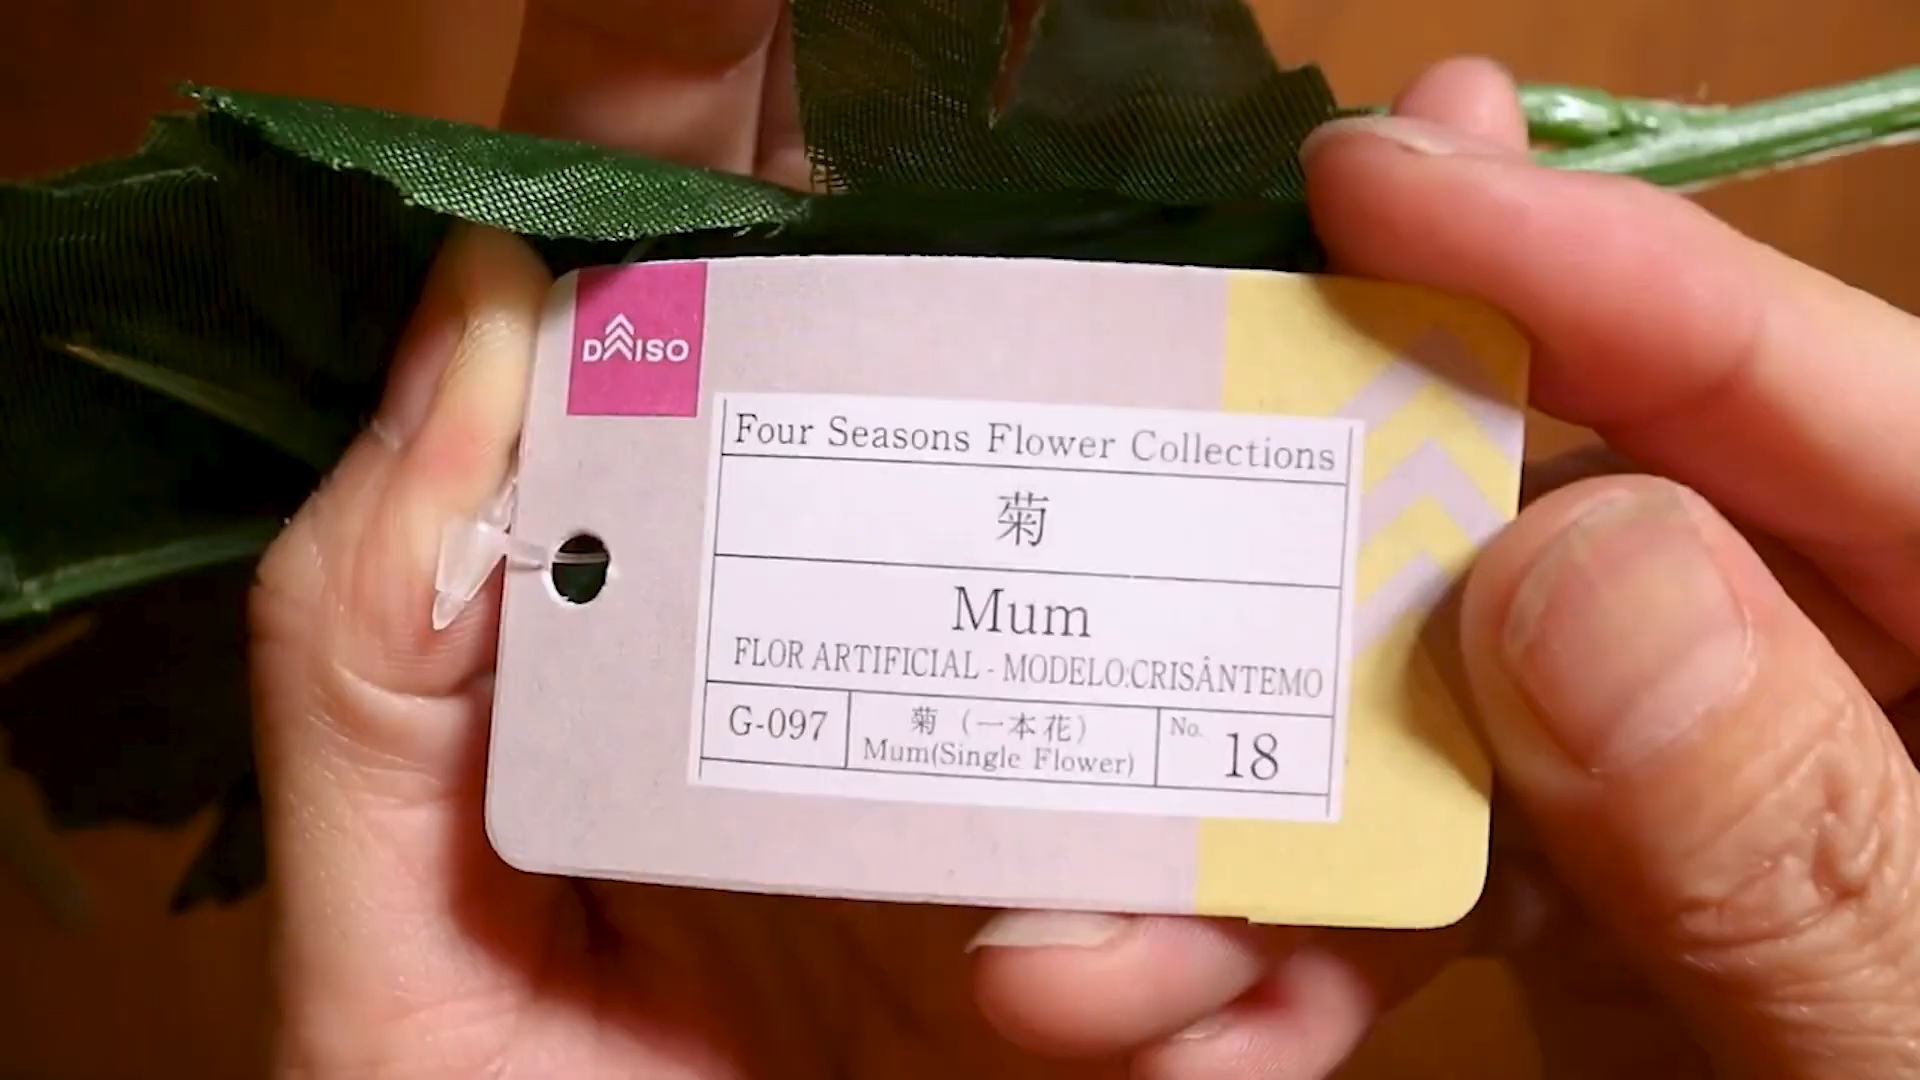 DAISO
Four Seasons Flower Collections
菊
Mum
FLOR ARTIFICIAL - MODELO:CRISÂNTEMO
G-097
菊（一本花）
Mum(Single Flower)
No. 18